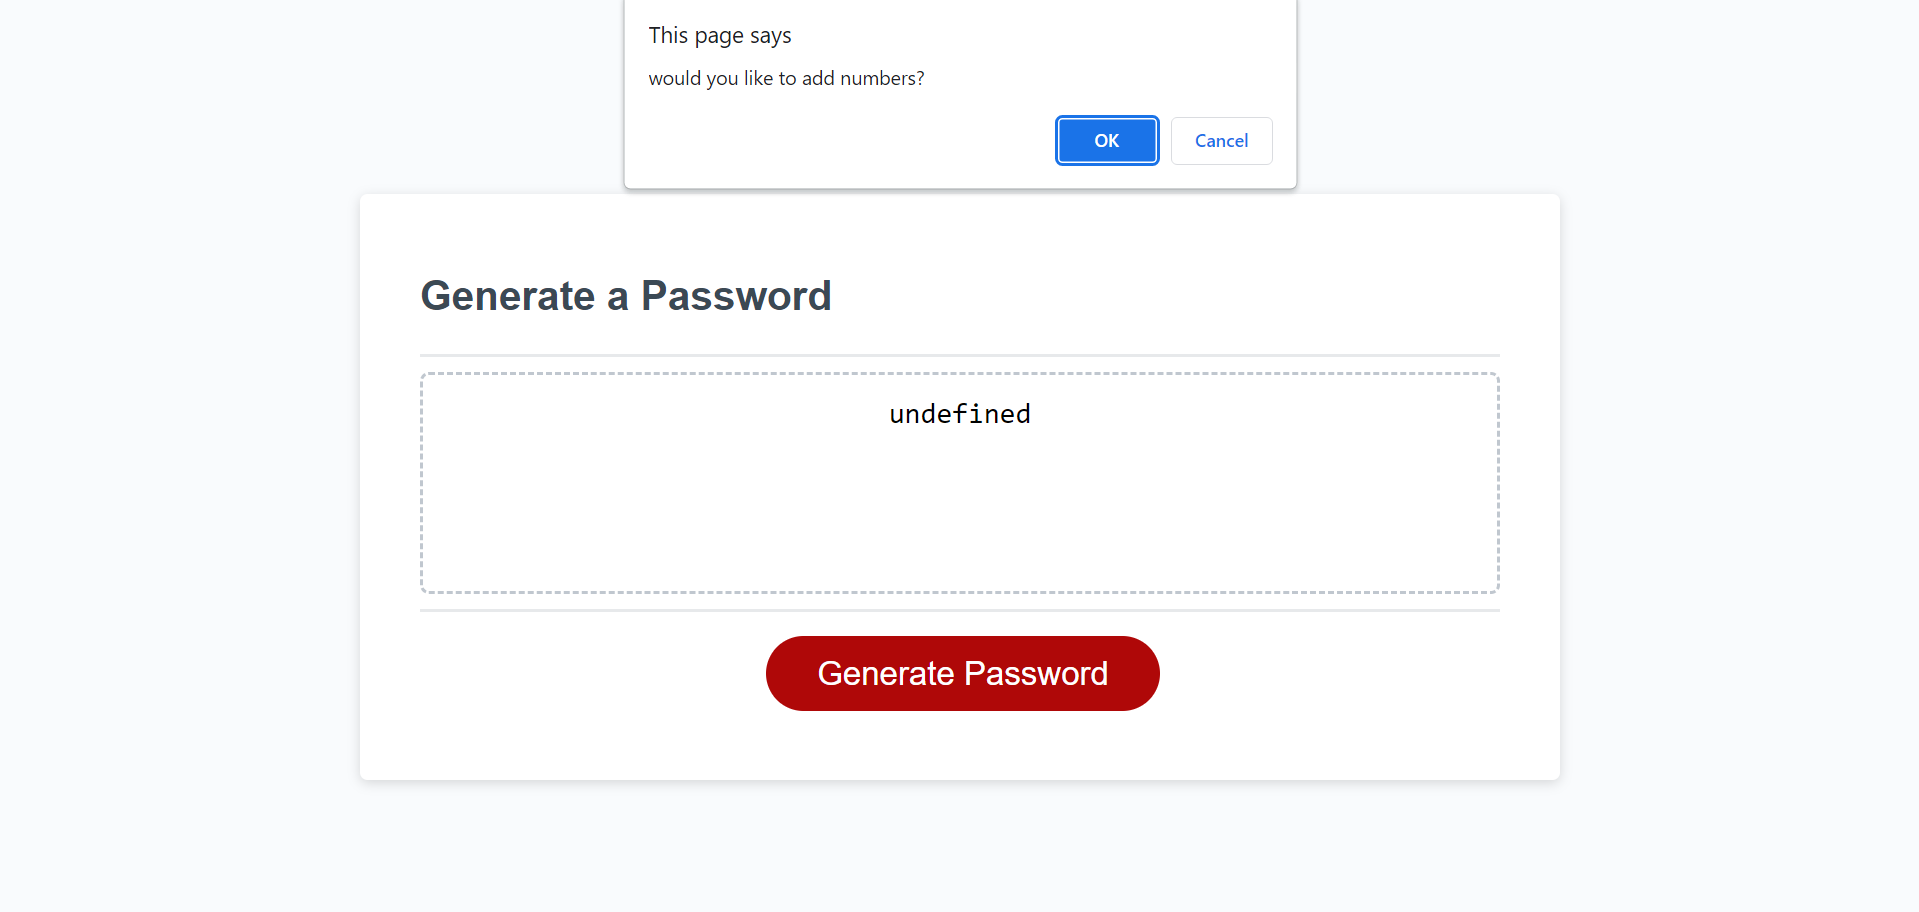 This page says
would you like to add numbers?
OK Cancel
Generate a Password
undefined
Generate Password